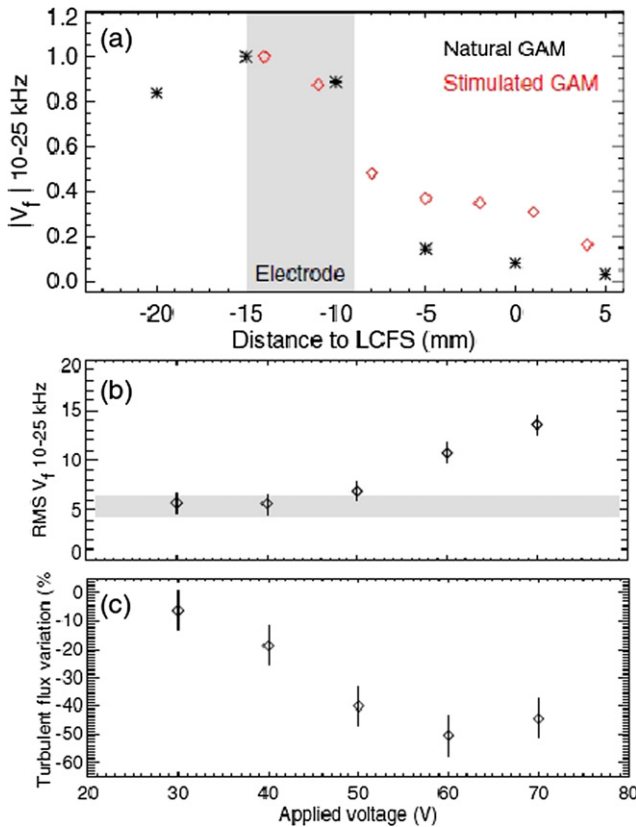 (a)
Natural GAM
Stimulated GAM
|V_f| 10-25 kHz
1.2
1.0
0.8
0.6
0.4
0.2
0.0
Electrode
-20 -15 -10 -5 0 5
Distance to LCFS (mm)
(b)
RMS V_f 10-25 kHz
20
15
10
5
0
(c)
Turbulent flux variation (%
0
-10
-20
-30
-40
-50
-60
20 30 40 50 60 70 80
Applied voltage (V)